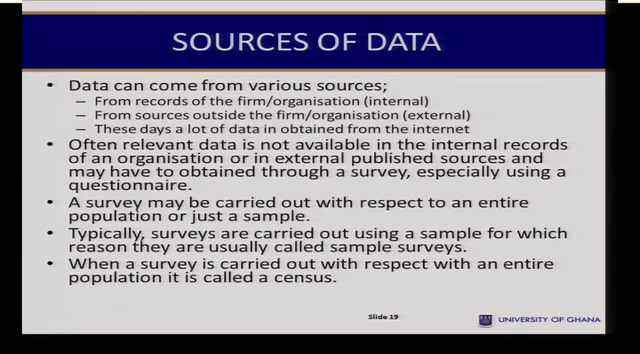 SOURCES OF DATA
• Data can come from various sources;
– From records of the firm/organisation (internal)
– From sources outside the firm/organisation (external)
– These days a lot of data in obtained from the internet
• Often relevant data is not available in the internal records
of an organisation or in external published sources and
may have to obtained through a survey, especially using a
questionnaire.
• A survey may be carried out with respect to an entire
population or just a sample.
• Typically, surveys are carried out using a sample for which
reason they are usually called sample surveys.
• When a survey is carried out with respect with an entire
population it is called a census.
Slide 19
UNIVERSITY OF GHANA